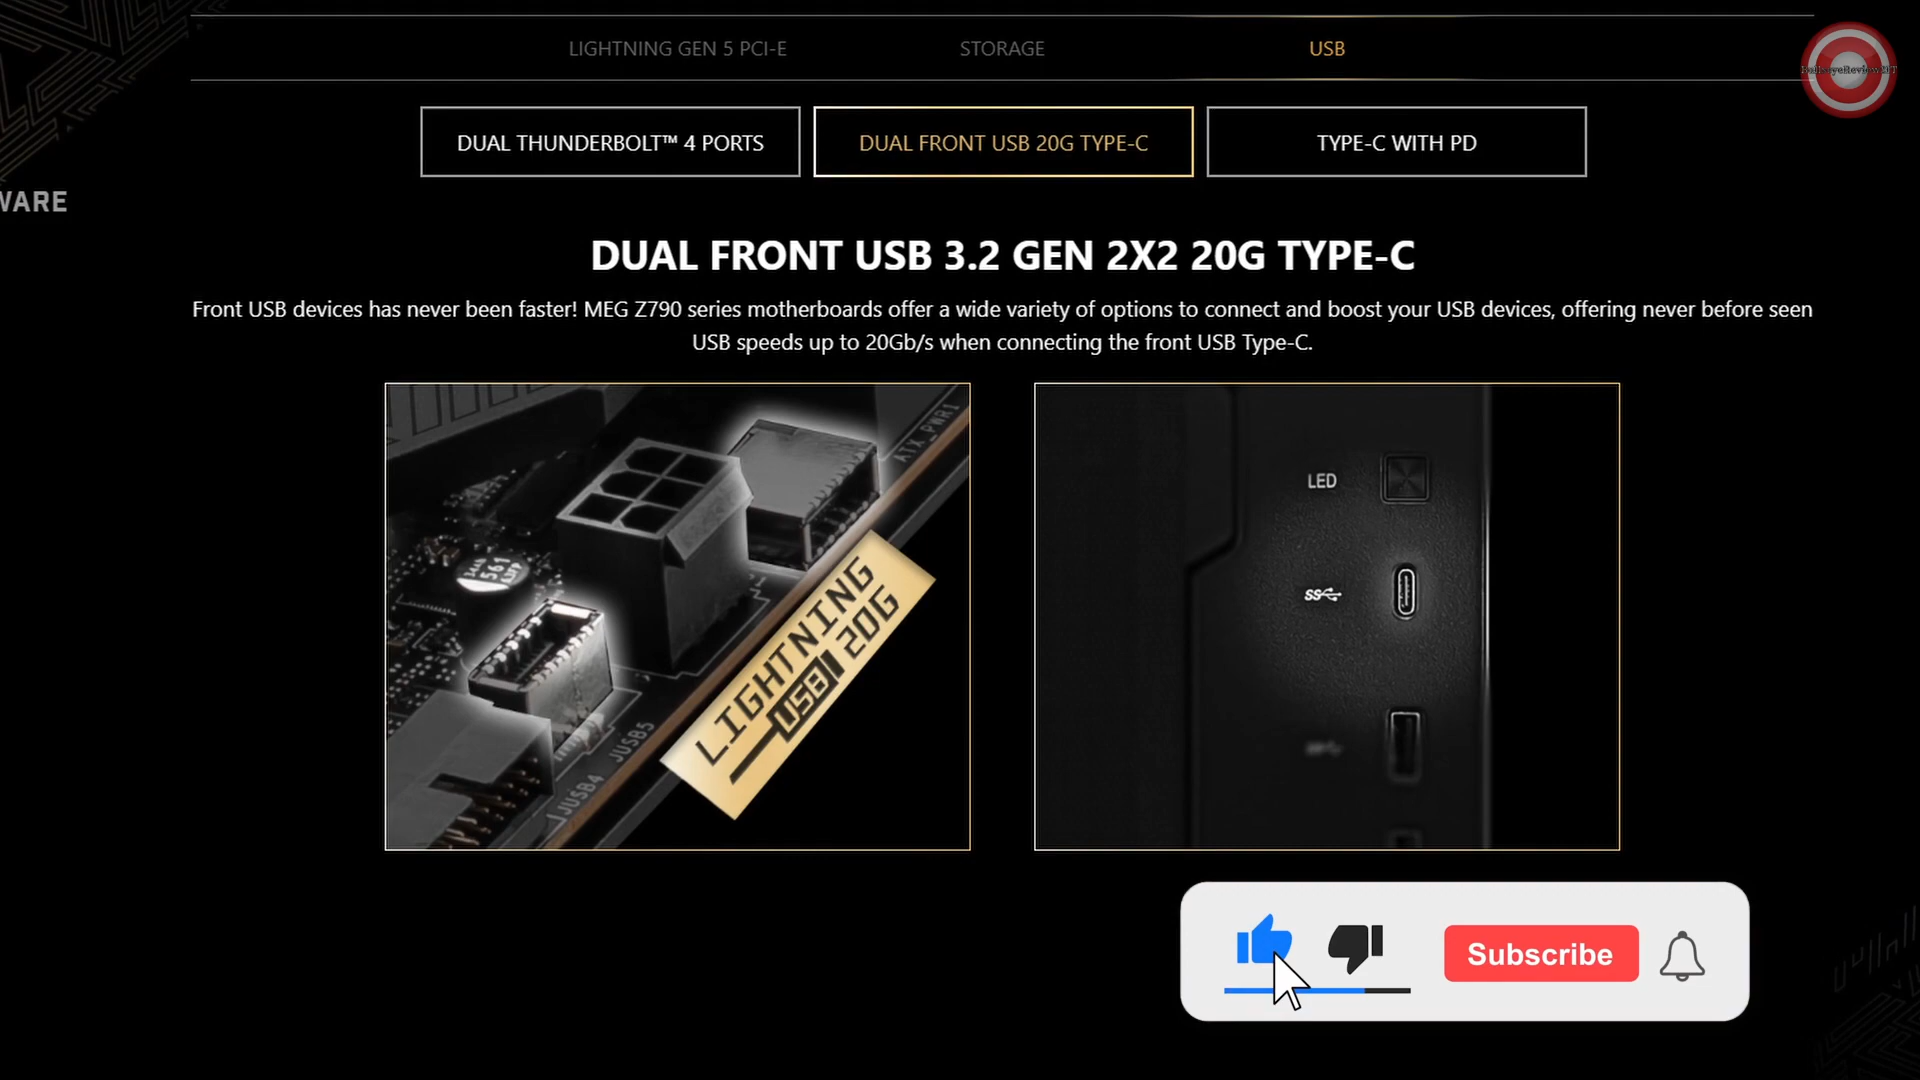 LIGHTNING GEN 5 PCI-E
STORAGE
USB
DUAL THUNDERBOLT™ 4 PORTS
DUAL FRONT USB 20G TYPE-C
TYPE-C WITH PD
WARE
DUAL FRONT USB 3.2 GEN 2X2 20G TYPE-C
Front USB devices has never been faster! MEG Z790 series motherboards offer a wide variety of options to connect and boost your USB devices, offering never before seen
USB speeds up to 20Gb/s when connecting the front USB Type-C.
ATX_PWR1
561
LIGHTNING
USB 20G
JUSB5
JUSB4
LED
SS
Subscribe